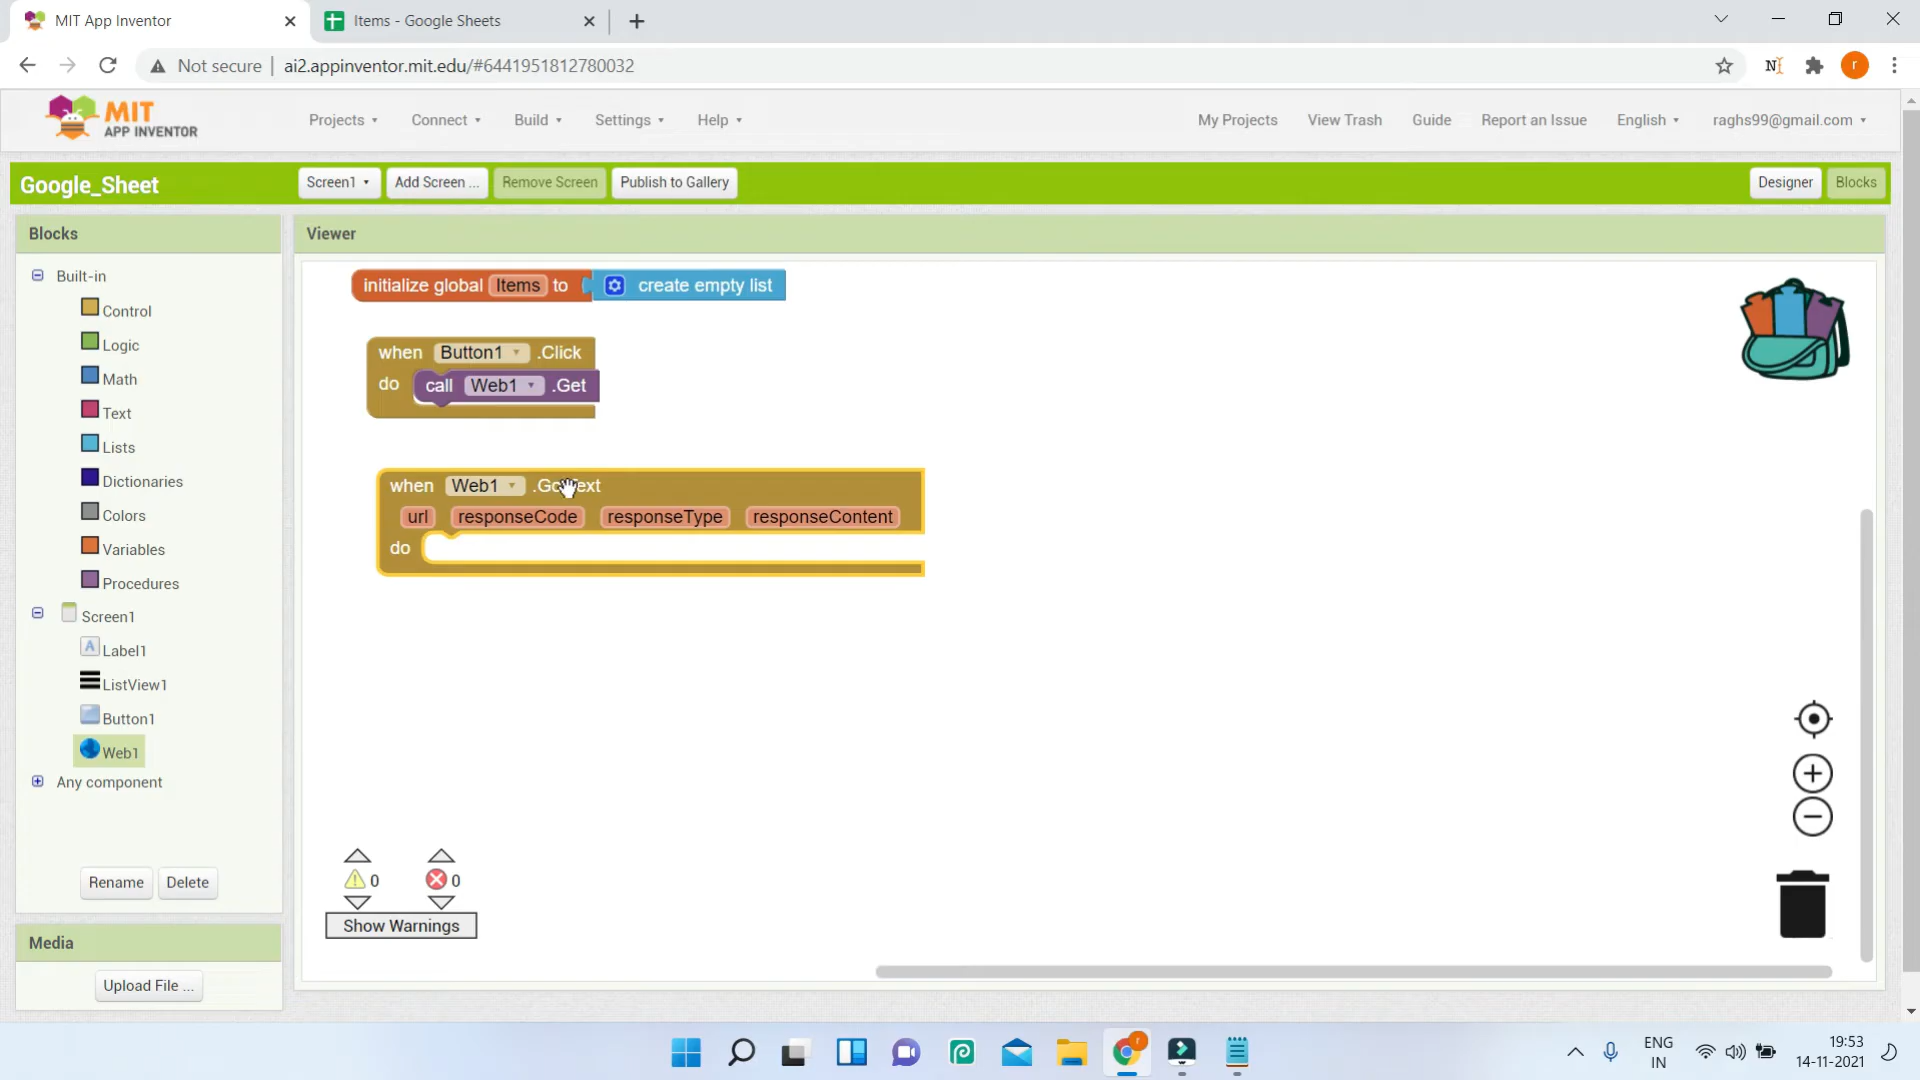 MIT App Inventor
Items - Google Sheets
Not secure
ai2.appinventor.mit.edu/#6441951812780032
r
MIT
APP INVENTOR
Projects
Connect
Build
Settings
Help
My Projects
View Trash
Guide
Report an Issue
English
raghs99@gmail.com
Google_Sheet
Screen1
Add Screen ...
Remove Screen
Publish to Gallery
Designer
Blocks
Blocks
Viewer
Built-in
Control
Logic
Math
Text
Lists
Dictionaries
Colors
Variables
Procedures
Screen1
A
Label1
ListView1
Button1
Web1
Any component
Rename
Delete
Media
Upload File ...
initialize global Items to create empty list
when Button1 .Click
do call Web1 .Get
when Web1
url responseCode responseType responseContent
do
0
0
Show Warnings
ENG
IN
19:53
14-11-2021